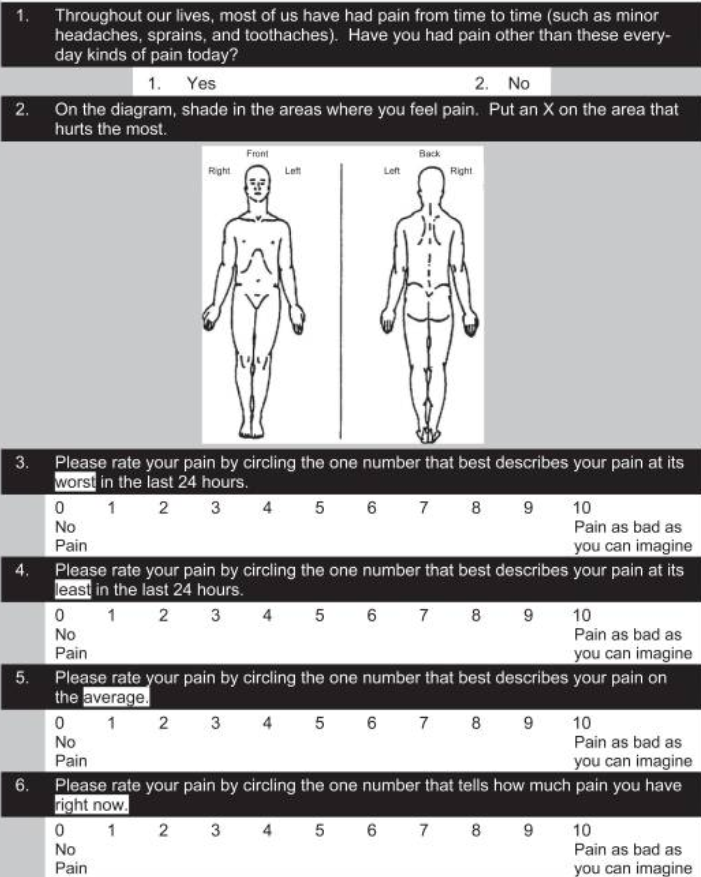 1. Throughout our lives, most of us have had pain from time to time (such as minor
headaches, sprains, and toothaches). Have you had pain other than these every-
day kinds of pain today?
1. Yes 2. No
2. On the diagram, shade in the areas where you feel pain. Put an X on the area that
hurts the most.
Front Back
Right Left Left Right
3. Please rate your pain by circling the one number that best describes your pain at its
worst in the last 24 hours.
0 1 2 3 4 5 6 7 8 9 10
No Pain as bad as
Pain you can imagine
4. Please rate your pain by circling the one number that best describes your pain at its
least in the last 24 hours.
0 1 2 3 4 5 6 7 8 9 10
No Pain as bad as
Pain you can imagine
5. Please rate your pain by circling the one number that best describes your pain on
the average.
0 1 2 3 4 5 6 7 8 9 10
No Pain as bad as
Pain you can imagine
6. Please rate your pain by circling the one number that tells how much pain you have
right now.
0 1 2 3 4 5 6 7 8 9 10
No Pain as bad as
Pain you can imagine